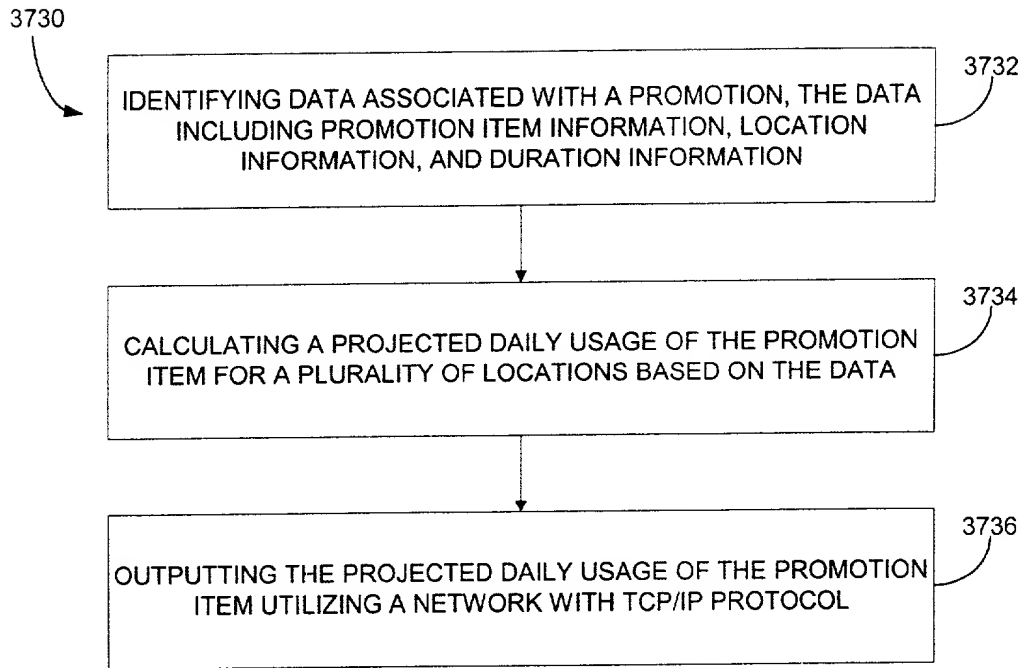 3730
3732
IDENTIFYING DATA ASSOCIATED WITH A PROMOTION, THE DATA
INCLUDING PROMOTION ITEM INFORMATION, LOCATION
INFORMATION, AND DURATION INFORMATION
3734
CALCULATING A PROJECTED DAILY USAGE OF THE PROMOTION
ITEM FOR A PLURALITY OF LOCATIONS BASED ON THE DATA
3736
OUTPUTTING THE PROJECTED DAILY USAGE OF THE PROMOTION
ITEM UTILIZING A NETWORK WITH TCP/IP PROTOCOL